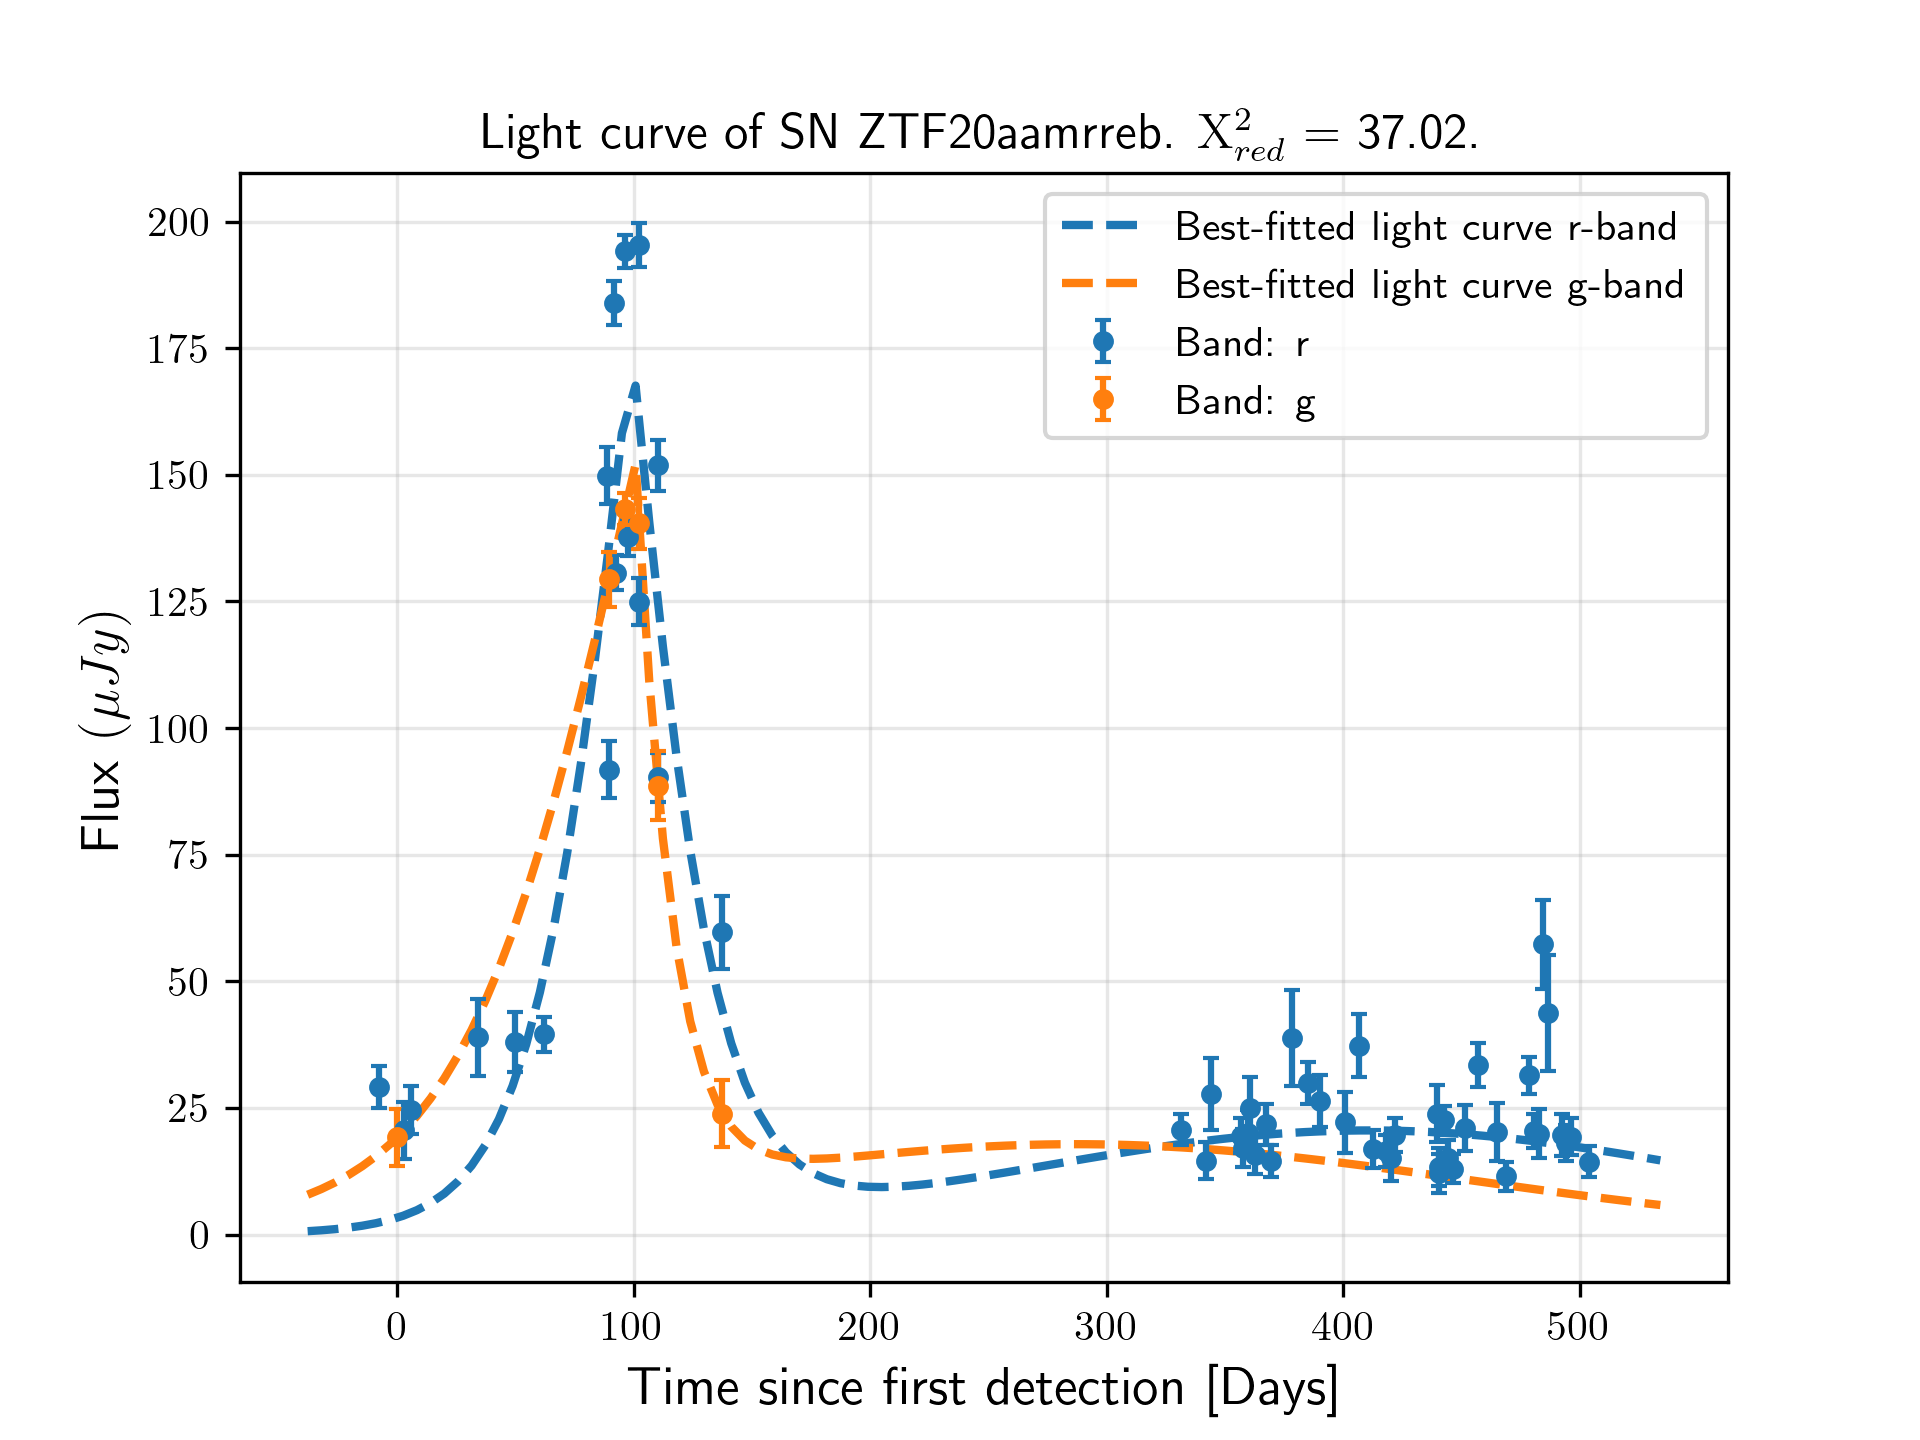 Light curve of SN ZTF20aamrreb. X²_red = 37.02.
Best-fitted light curve r-band
Best-fitted light curve g-band
Band: r
Band: g
200
175
150
125
100
75
50
25
0
Flux (μJy)
0 100 200 300 400 500
Time since first detection [Days]